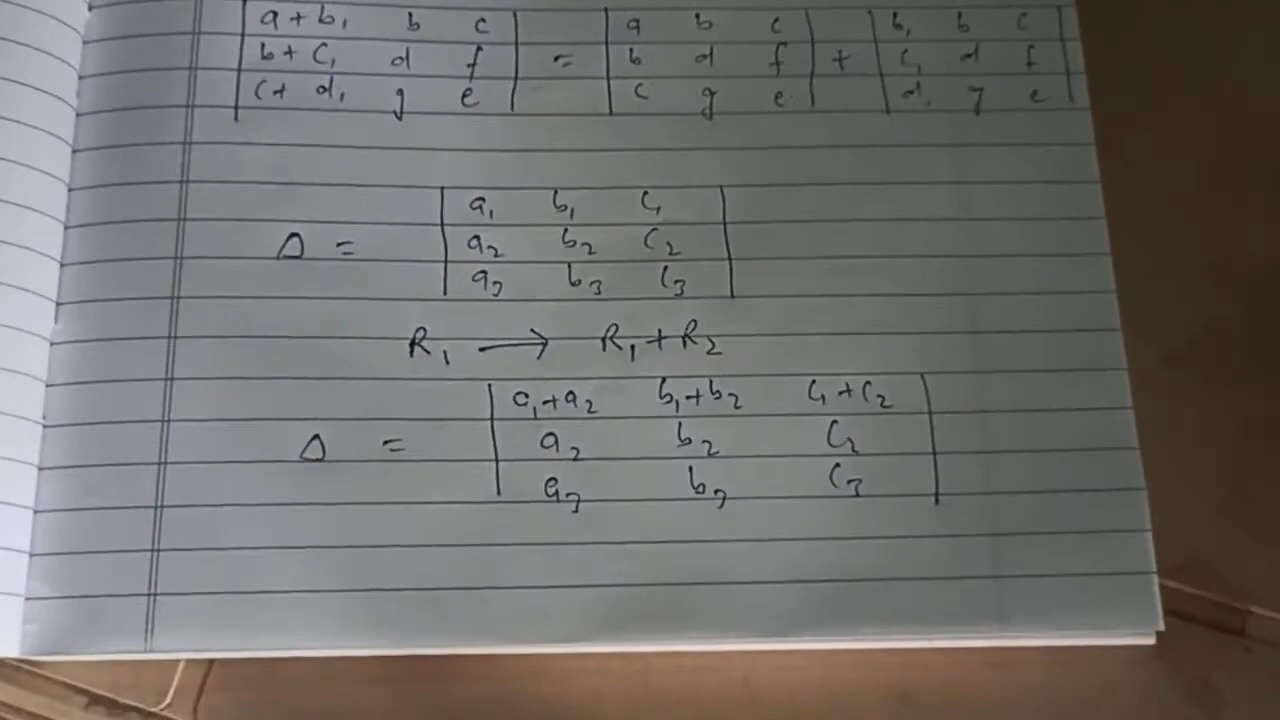 | a + b₁ b c | = | a b c | + | b₁ b c |
| b + C₁ d f | = | b d f | + | C₁ d f |
| c + d₁ g e | | c g e | | d₁ g e |
| a₁ b₁ c₁ |
Δ = | a₂ b₂ c₂ |
| a₃ b₃ c₃ |
R₁ → R₁+R₂
| a₁+a₂ b₁+b₂ c₁+c₂ |
Δ = | a₂ b₂ c₂ |
| a₃ b₃ c₃ |